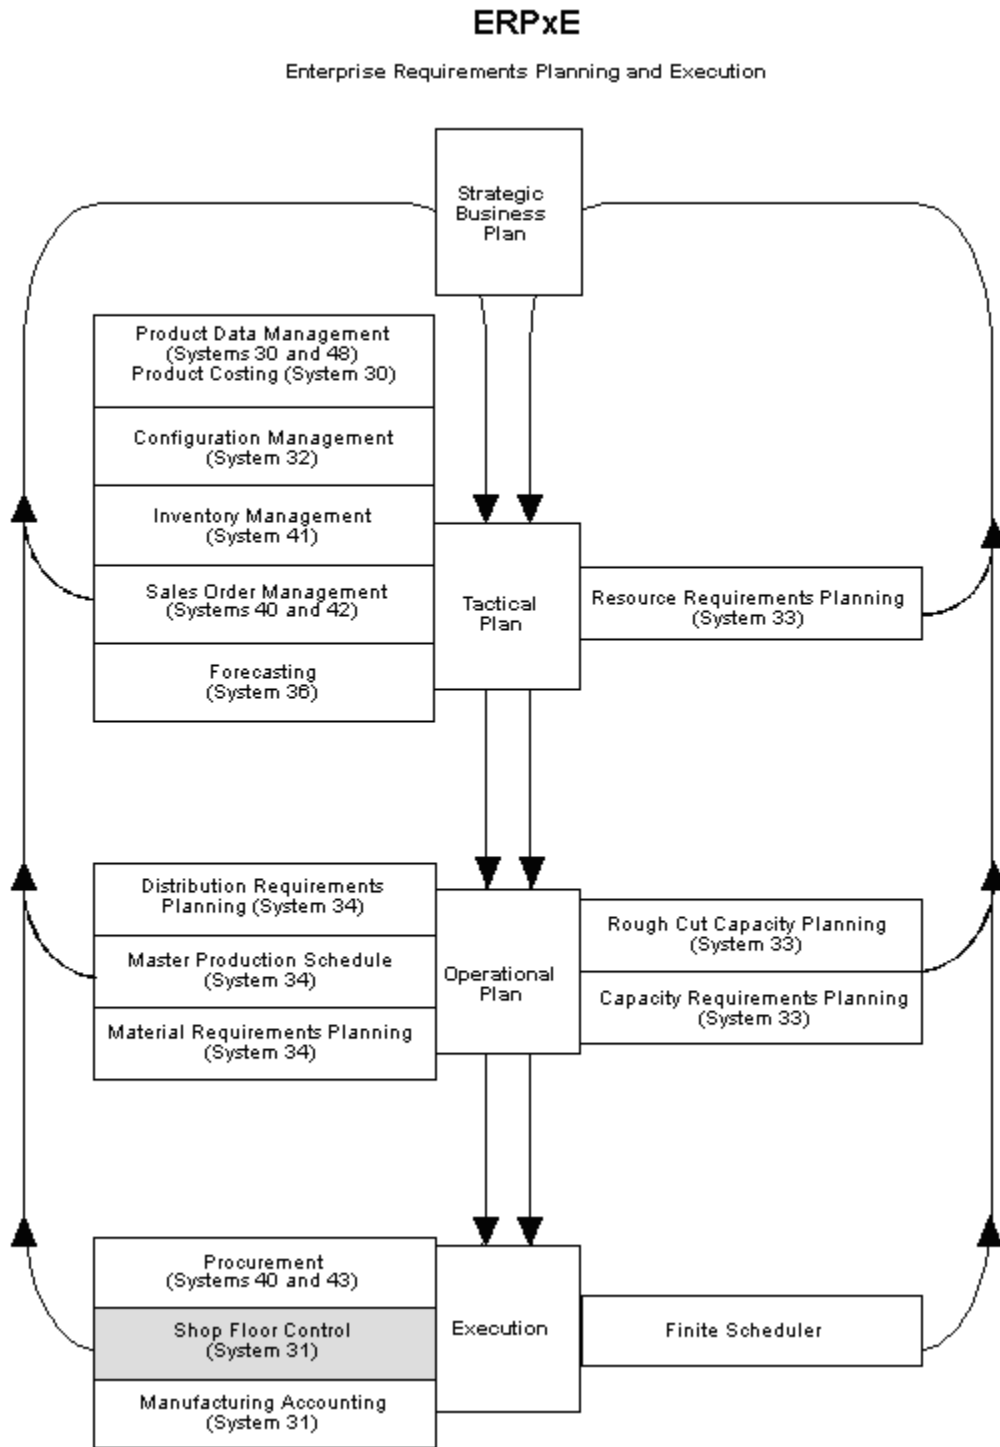 ERPxE
Enterprise Requirements Planning and Execution
Strategic
Business
Plan
Product Data Management
(Systems 30 and 48)
Product Costing (System 30)
Configuration Management
(System 32)
Inventory Management
(System 41)
Sales Order Management
(Systems 40 and 42)
Forecasting
(System 36)
Tactical
Plan
Resource Requirements Planning
(System 33)
Distribution Requirements
Planning (System 34)
Master Production Schedule
(System 34)
Material Requirements Planning
(System 34)
Operational
Plan
Rough Cut Capacity Planning
(System 33)
Capacity Requirements Planning
(System 33)
Procurement
(Systems 40 and 43)
Shop Floor Control
(System 31)
Manufacturing Accounting
(System 31)
Execution
Finite Scheduler